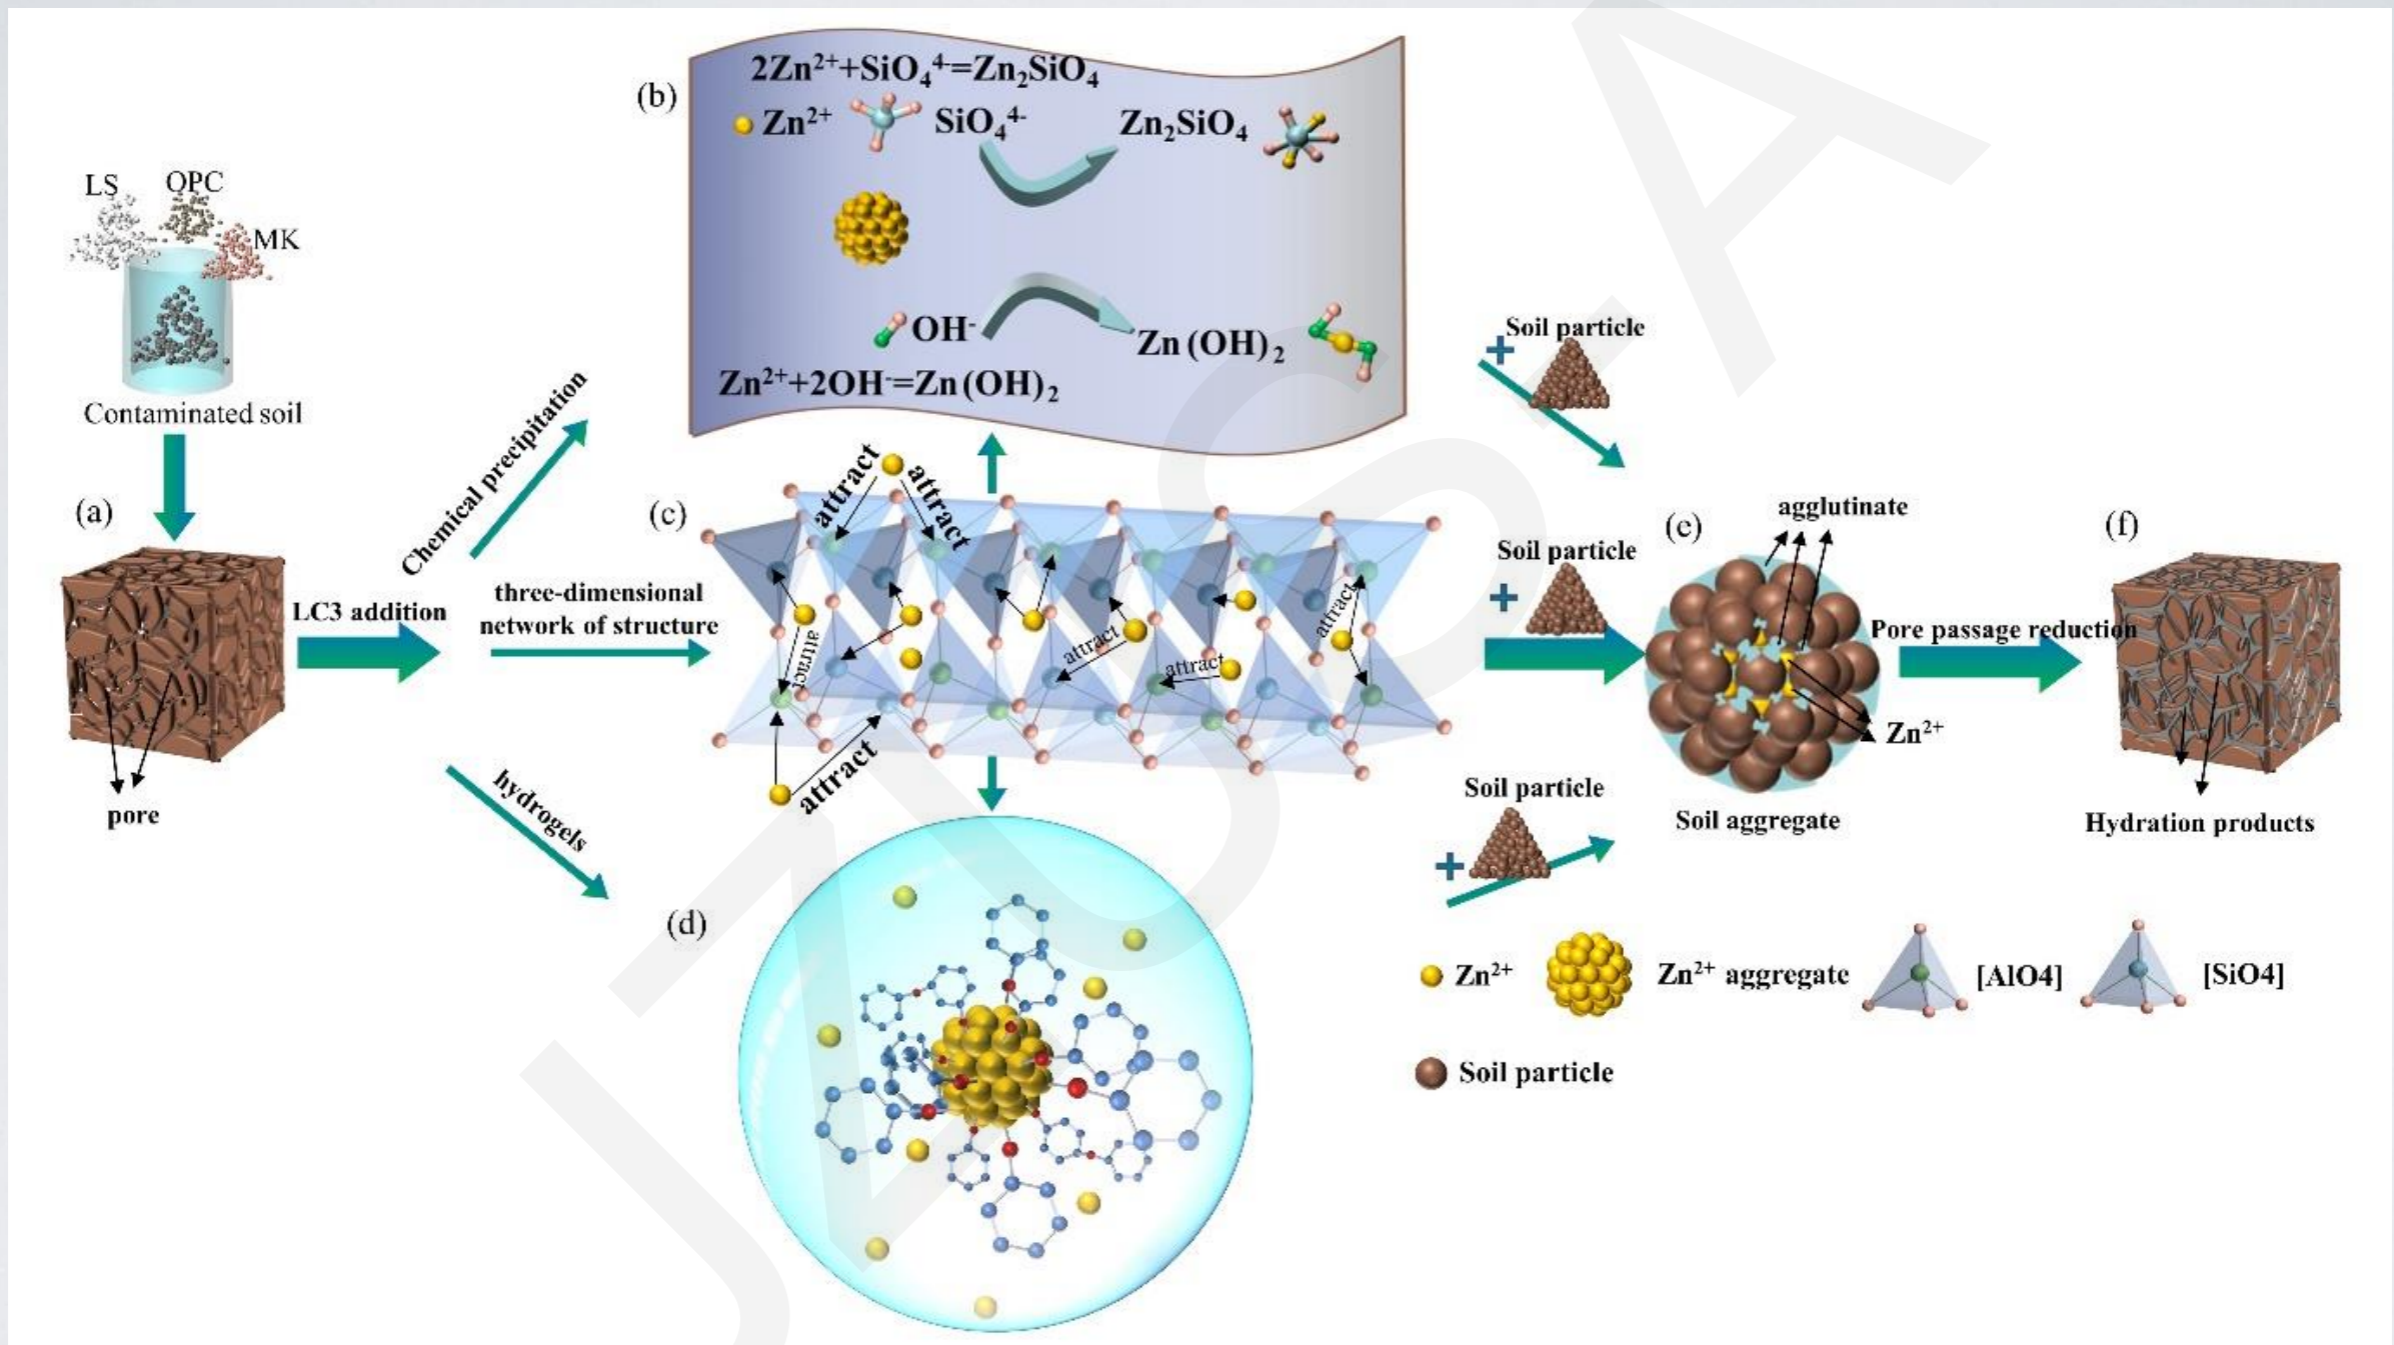 LS
OPC
MK
Contaminated soil
(a)
pore
LC3 addition
Chemical precipitation
three-dimensional
network of structure
hydrogels
(b)
2Zn²⁺+SiO₄⁴⁻=Zn₂SiO₄
Zn²⁺
SiO₄⁴⁻
Zn₂SiO₄
OH⁻
Zn(OH)₂
Zn²⁺+2OH⁻=Zn(OH)₂
(c)
attract
attract
attract
attract
attract
attract
attract
(d)
Soil particle
+
Soil particle
+
Soil particle
+
(e)
agglutinate
Zn²⁺
Soil aggregate
Pore passage reduction
(f)
Hydration products
Zn²⁺
Zn²⁺ aggregate
[AlO4]
[SiO4]
Soil particle
JZUS-A